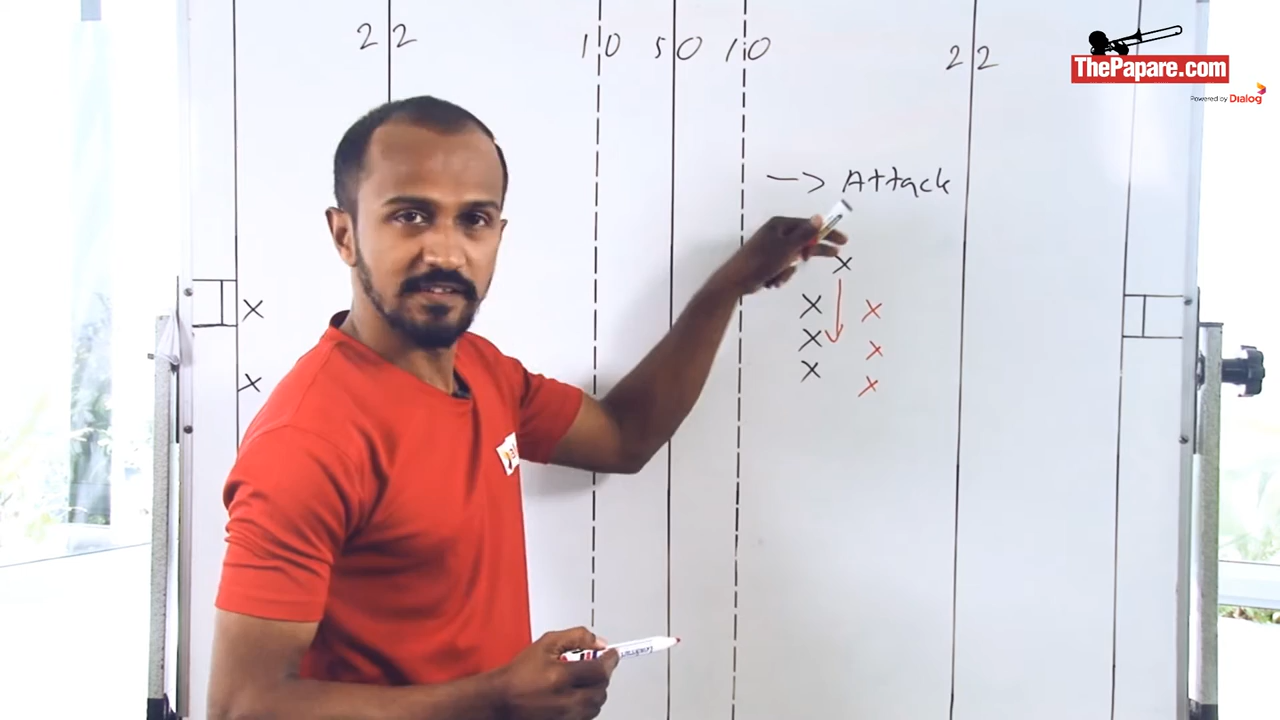 22 10 50 10 22
ThePapare.com
Powered by Dialog
-> Attack
x
x x x
x x
x x x